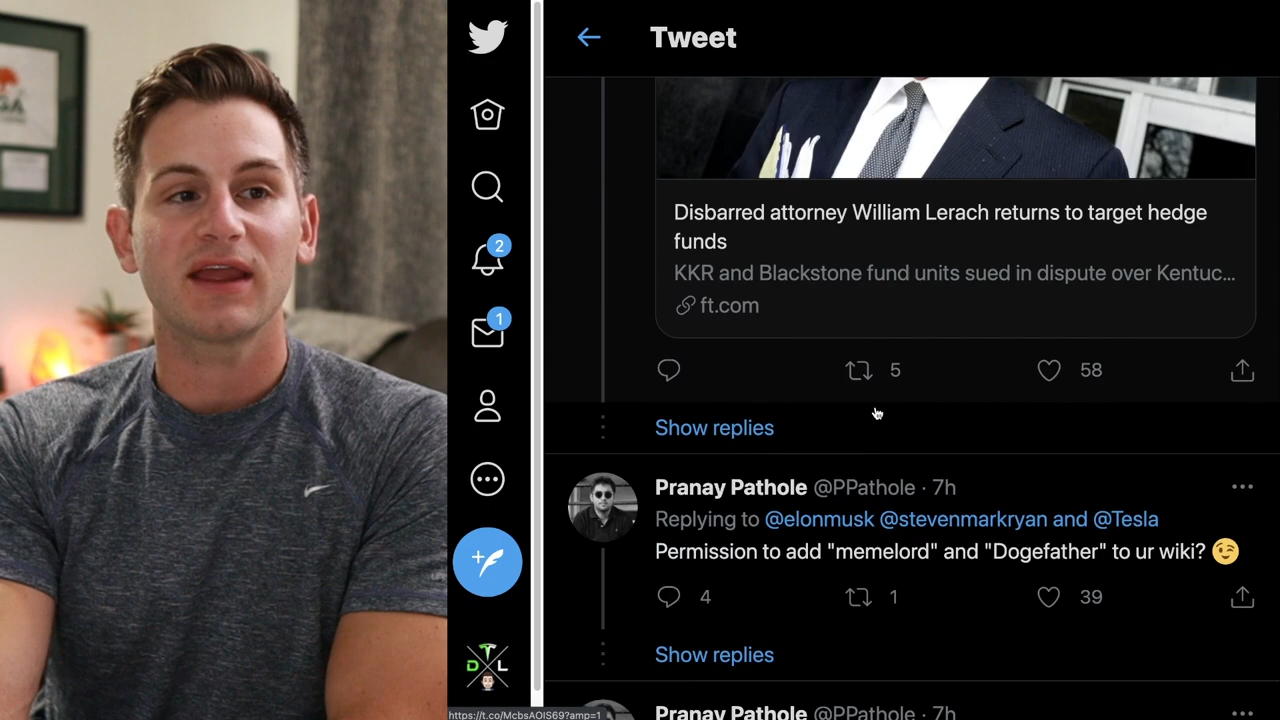 Tweet
GA
2
1
D
L
Disbarred attorney William Lerach returns to target hedge
funds
KKR and Blackstone fund units sued in dispute over Kentuc...
ft.com
5
58
Show replies
Pranay Pathole @PPathole · 7h
Replying to @elonmusk @stevenmarkryan and @Tesla
Permission to add "memelord" and "Dogefather" to ur wiki? 😉
4
1
39
Show replies
Pranay Pathole @PPathole · 7h
https://t.co/McbsAOIS69?amp=1